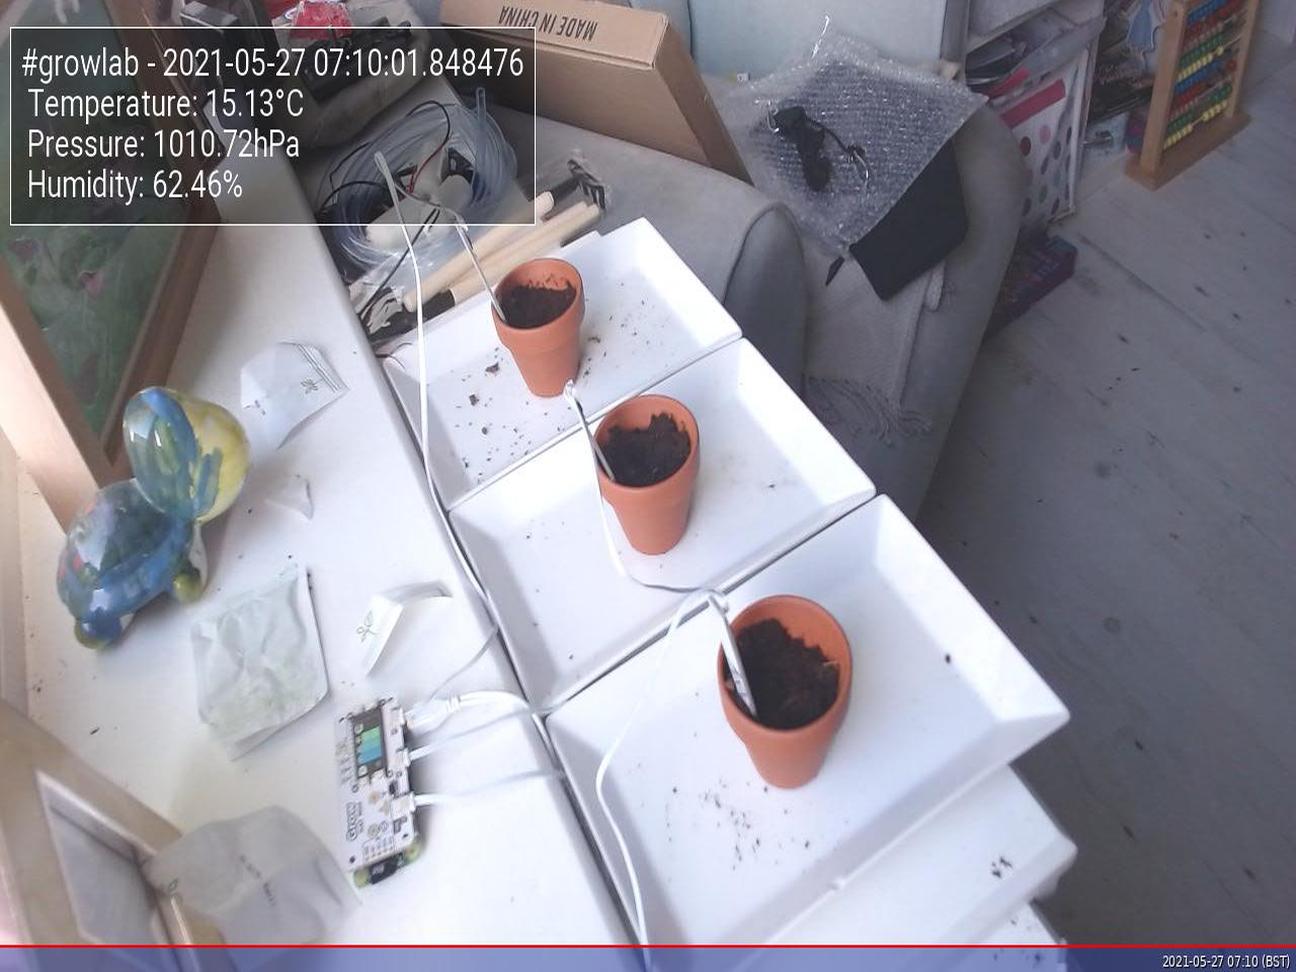 MADE IN CHINA
#growlab - 2021-05-27 07:10:01.848476
Temperature: 15.13°C
Pressure: 1010.72hPa
Humidity: 62.46%
GROW
2021-05-27 07:10 (BST)